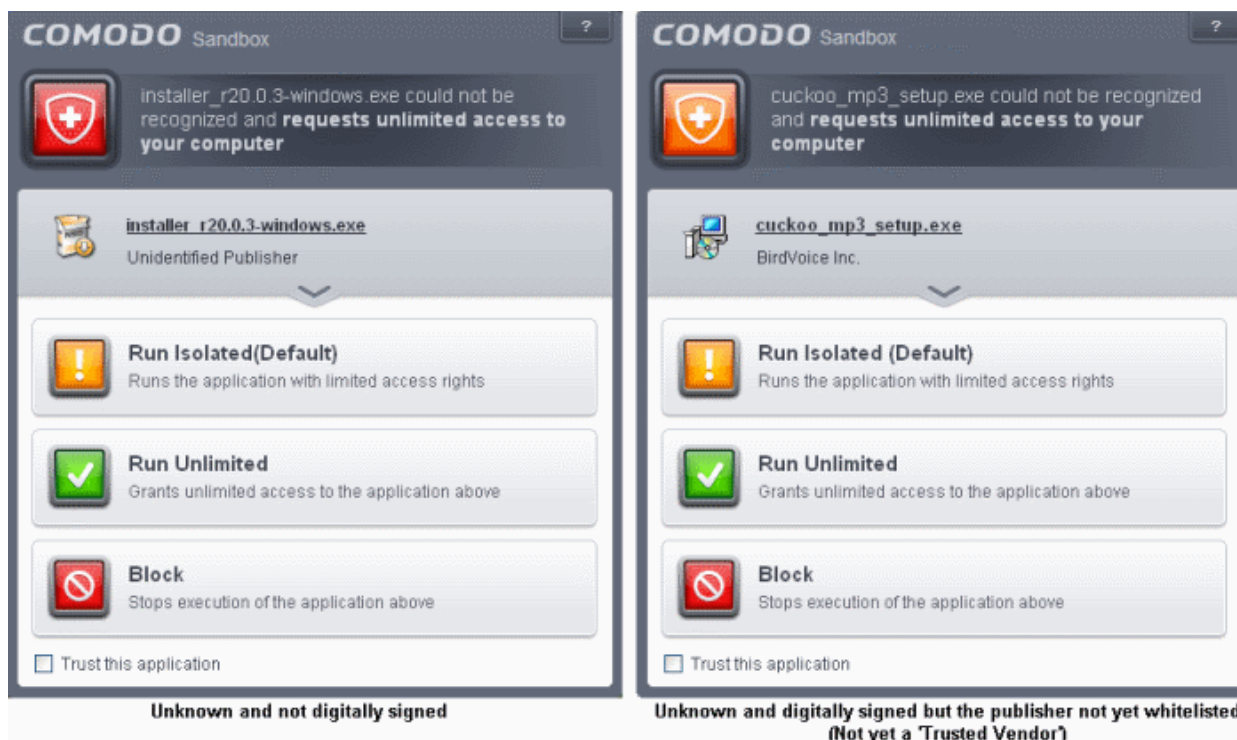 COMODO Sandbox
?
installer_r20.0.3-windows.exe could not be
recognized and requests unlimited access to
your computer
installer_r20.0.3-windows.exe
Unidentified Publisher
Run Isolated(Default)
Runs the application with limited access rights
Run Unlimited
Grants unlimited access to the application above
Block
Stops execution of the application above
Trust this application
Unknown and not digitally signed
COMODO Sandbox
?
cuckoo_mp3_setup.exe could not be recognized
and requests unlimited access to your
computer
cuckoo_mp3_setup.exe
BirdVoice Inc.
Run Isolated (Default)
Runs the application with limited access rights
Run Unlimited
Grants unlimited access to the application above
Block
Stops execution of the application above
Trust this application
Unknown and digitally signed but the publisher not yet whitelisted
(Not yet a 'Trusted Vendor')